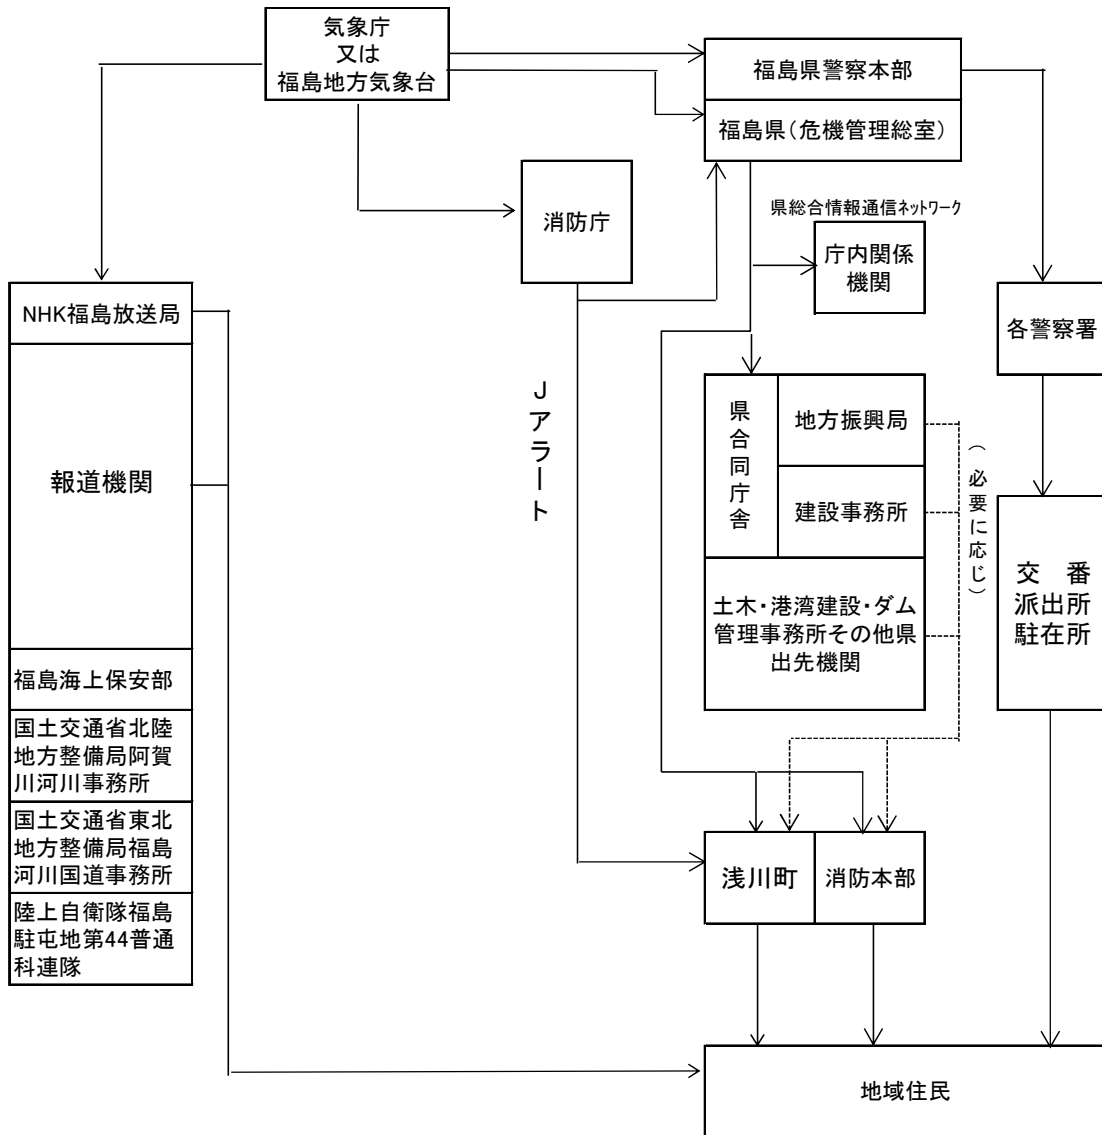 気象庁
又は
福島地方気象台
福島県警察本部
福島県（危機管理総室）
消防庁
県総合情報通信ネットワーク
庁内関係
機関
NHK福島放送局
各警察署
Jアラート
県合同庁舎
地方振興局
（必要に応じ）
報道機関
建設事務所
交　番
派出所
駐在所
土木・港湾建設・ダム
管理事務所その他県
出先機関
福島海上保安部
国土交通省北陸
地方整備局阿賀
川河川事務所
国土交通省東北
地方整備局福島
河川国道事務所
浅川町
消防本部
陸上自衛隊福島
駐屯地第44普通
科連隊
地域住民